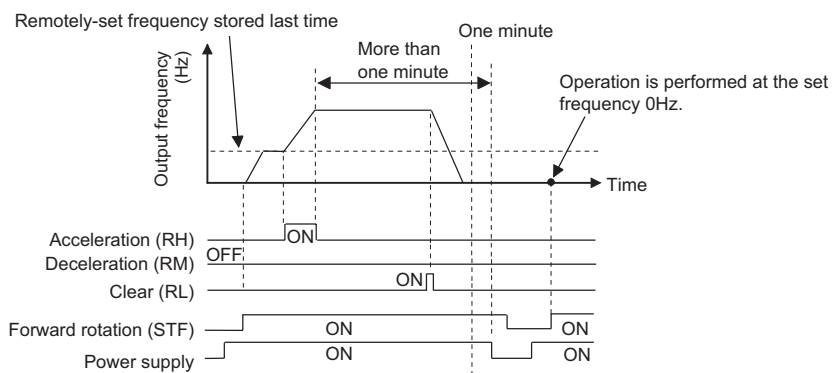 Remotely-set frequency stored last time
One minute
More than
one minute
Operation is performed at the set
frequency 0Hz.
Output frequency
(Hz)
Time
Acceleration (RH)
ON
Deceleration (RM)
OFF
Clear (RL)
ON
Forward rotation (STF)
ON
ON
Power supply
ON
ON